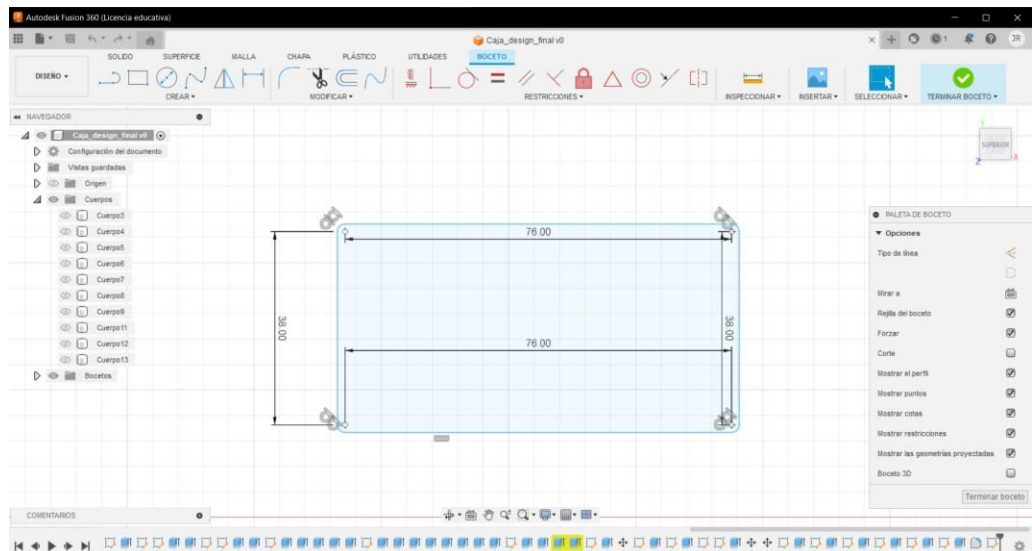 Autodesk Fusion 360 (Licencia educativa)
Caja_design_final v0
1
JR
DISEÑO
SOLIDO SUPERFICIE MALLA CHAPA PLÁSTICO UTILIDADES BOCETO
CREAR MODIFICAR RESTRICCIONES INSPECCIONAR INSERTAR SELECCIONAR TERMINAR BOCETO
NAVEGADOR
Caja_design_final v0
Configuración del documento
Vistas guardadas
Origen
Cuerpos
Cuerpo3
Cuerpo4
Cuerpo5
Cuerpo6
Cuerpo7
Cuerpo8
Cuerpo9
Cuerpo11
Cuerpo12
Cuerpo13
Bocetos
76.00
38.00
38.00
76.00
SUPERIOR
X
Z
PALETA DE BOCETO
Opciones
Tipo de línea
Mirar a
Rejilla del boceto
Forzar
Corte
Mostrar el perfil
Mostrar puntos
Mostrar cotas
Mostrar restricciones
Mostrar las geometrías proyectadas
Boceto 3D
Terminar boceto
COMENTARIOS